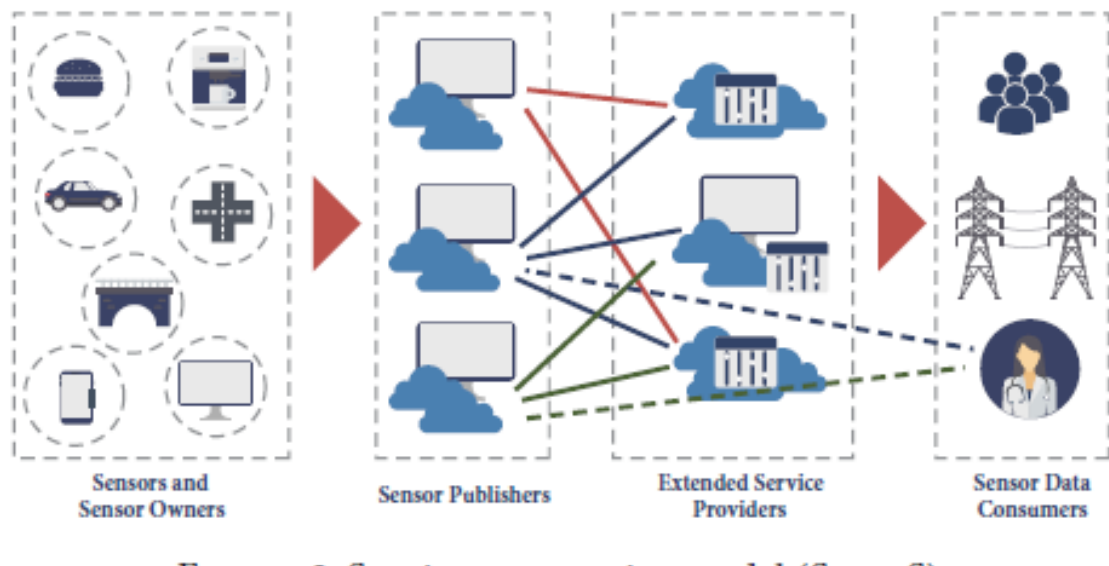 Sensors and
Sensor Owners
Sensor Publishers
Extended Service
Providers
Sensor Data
Consumers